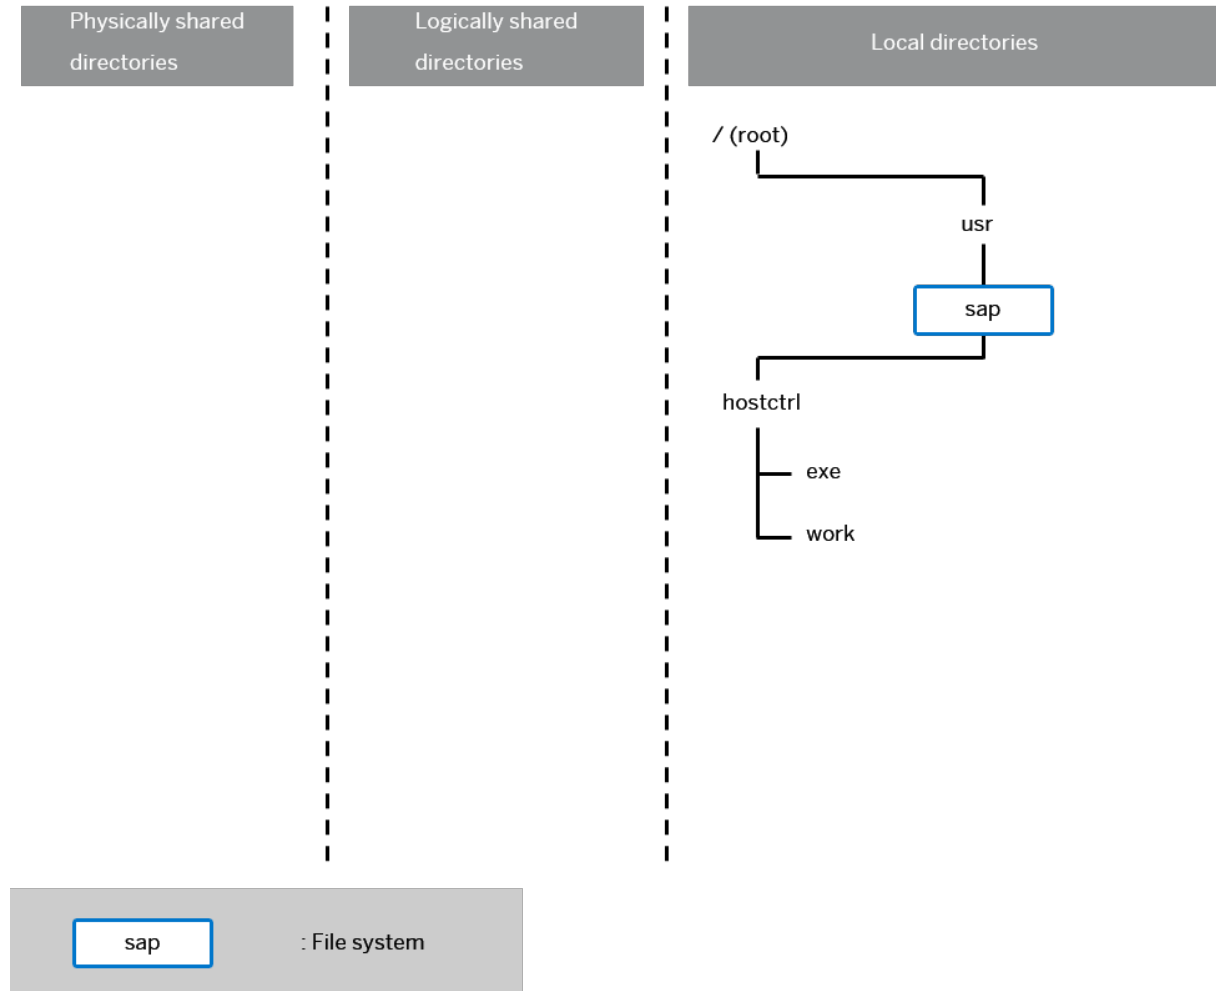 Physically shared
directories
Logically shared
directories
Local directories
/ (root)
usr
sap
hostctrl
exe
work
sap
: File system